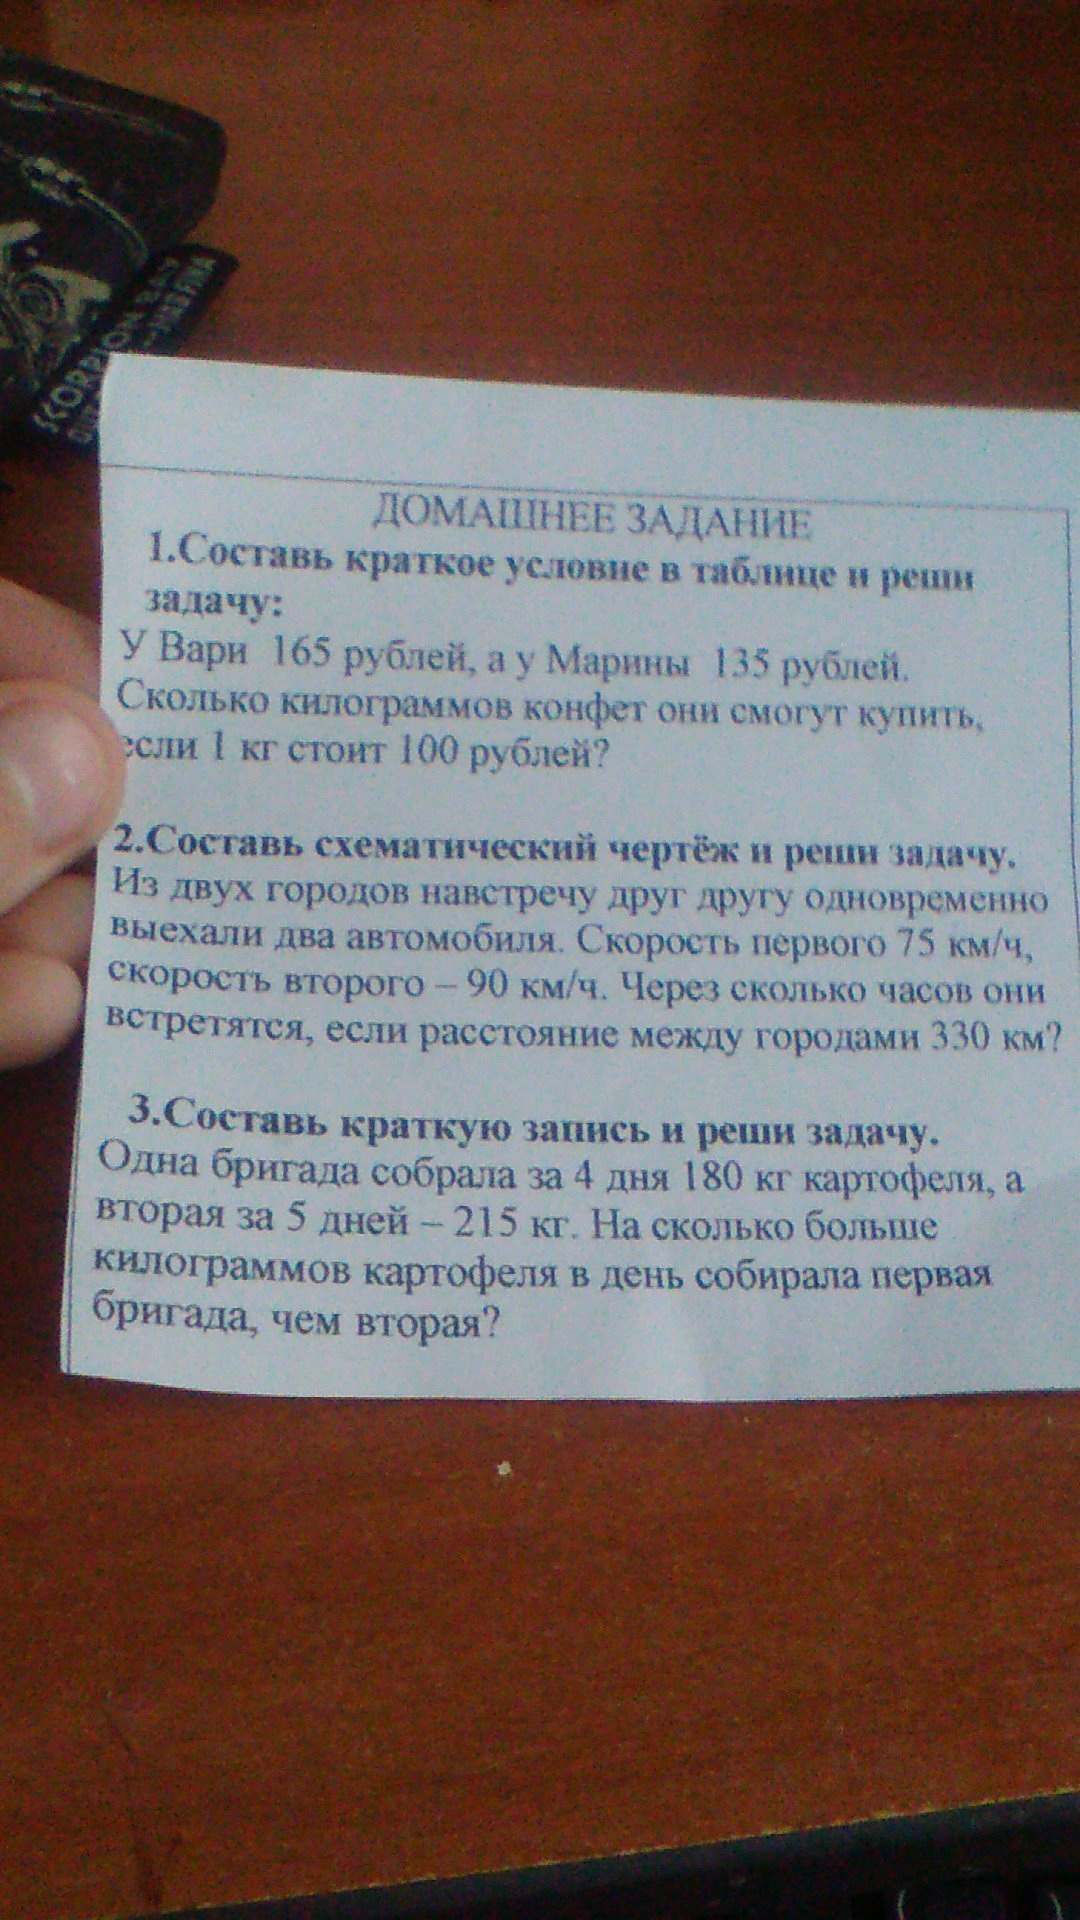 SCORPION BAY
ДОМАШНЕЕ ЗАДАНИЕ
1.Составь краткое условие в таблице и реши
задачу:
У Вари 165 рублей, а у Марины 135 рублей.
Сколько килограммов конфет они смогут купить,
если 1 кг стоит 100 рублей?
2.Составь схематический чертёж и реши задачу.
Из двух городов навстречу друг другу одновременно
выехали два автомобиля. Скорость первого 75 км/ч,
скорость второго – 90 км/ч. Через сколько часов они
встретятся, если расстояние между городами 330 км?
3.Составь краткую запись и реши задачу.
Одна бригада собрала за 4 дня 180 кг картофеля, а
вторая за 5 дней – 215 кг. На сколько больше
килограммов картофеля в день собирала первая
бригада, чем вторая?